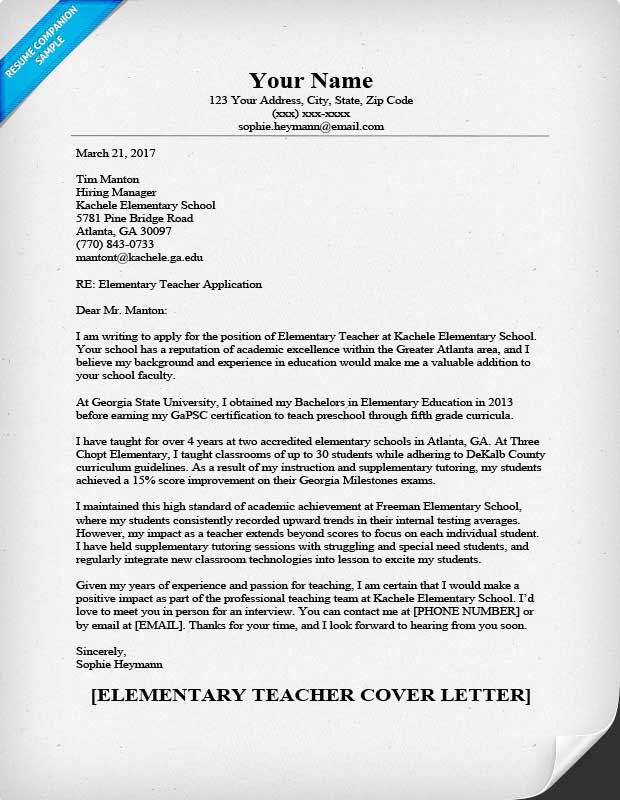 RESUME COMPANION
SAMPLE
Your Name
123 Your Address, City, State, Zip Code
(xxx) xxx-xxxx
sophie.heymann@email.com
March 21, 2017
Tim Manton
Hiring Manager
Kachele Elementary School
5781 Pine Bridge Road
Atlanta, GA 30097
(770) 843-0733
mantont@kachele.ga.edu
RE: Elementary Teacher Application
Dear Mr. Manton:
I am writing to apply for the position of Elementary Teacher at Kachele Elementary School.
Your school has a reputation of academic excellence within the Greater Atlanta area, and I
believe my background and experience in education would make me a valuable addition to
your school faculty.
At Georgia State University, I obtained my Bachelors in Elementary Education in 2013
before earning my GaPSC certification to teach preschool through fifth grade curricula.
I have taught for over 4 years at two accredited elementary schools in Atlanta, GA. At Three
Chopt Elementary, I taught classrooms of up to 30 students while adhering to DeKalb County
curriculum guidelines. As a result of my instruction and supplementary tutoring, my students
achieved a 15% score improvement on their Georgia Milestones exams.
I maintained this high standard of academic achievement at Freeman Elementary School,
where my students consistently recorded upward trends in their internal testing averages.
However, my impact as a teacher extends beyond scores to focus on each individual student.
I have held supplementary tutoring sessions with struggling and special need students, and
regularly integrate new classroom technologies into lesson to excite my students.
Given my years of experience and passion for teaching, I am certain that I would make a
positive impact as part of the professional teaching team at Kachele Elementary School. I'd
love to meet you in person for an interview. You can contact me at [PHONE NUMBER] or
by email at [EMAIL]. Thanks for your time, and I look forward to hearing from you soon.
Sincerely,
Sophie Heymann
[ELEMENTARY TEACHER COVER LETTER]